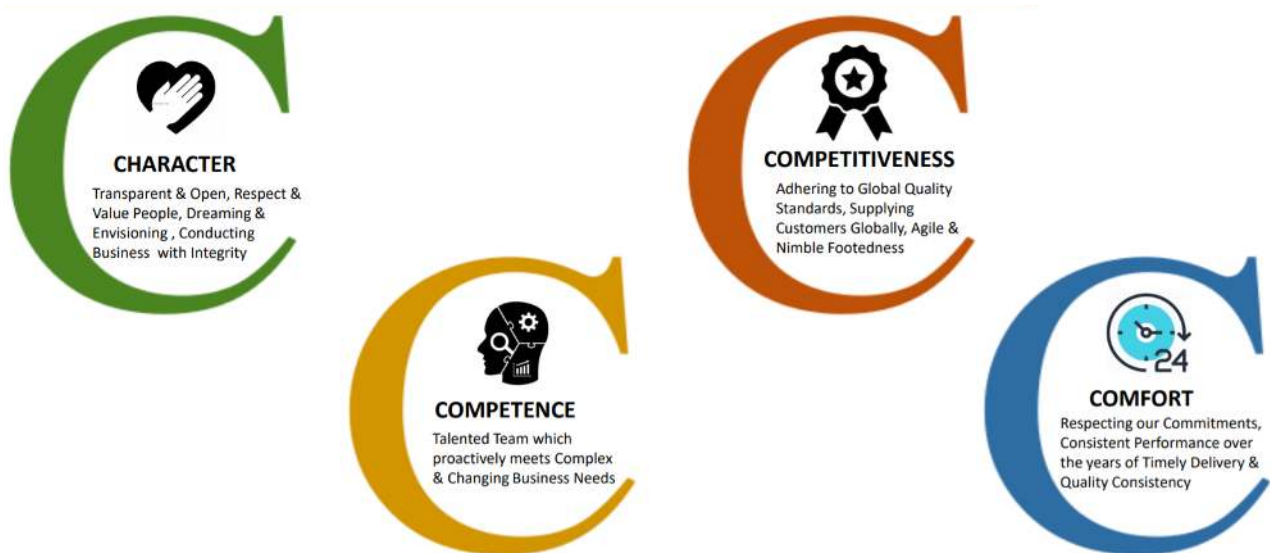 CHARACTER
Transparent & Open, Respect &
Value People, Dreaming &
Envisioning , Conducting
Business with Integrity
COMPETENCE
Talented Team which
proactively meets Complex
& Changing Business Needs
COMPETITIVENESS
Adhering to Global Quality
Standards, Supplying
Customers Globally, Agile &
Nimble Footedness
24
COMFORT
Respecting our Commitments,
Consistent Performance over
the years of Timely Delivery &
Quality Consistency